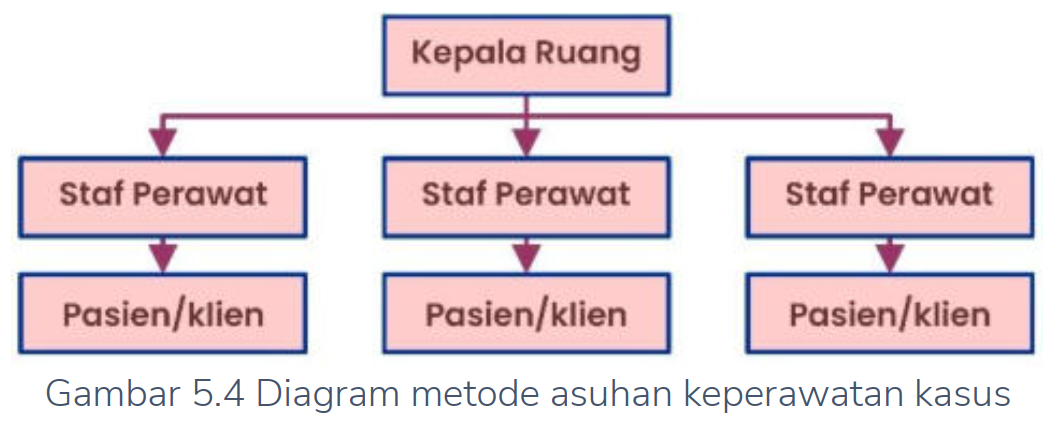 Kepala Ruang
Staf Perawat
Staf Perawat
Staf Perawat
Pasien/klien
Pasien/klien
Pasien/klien
Gambar 5.4 Diagram metode asuhan keperawatan kasus